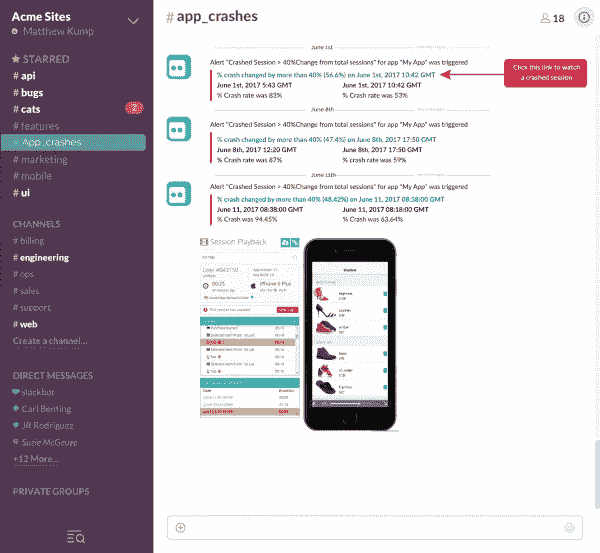 Acme Sites
Matthew Kump
STARRED
# api
# bugs
# cats
# features
# App_crashes
# marketing
# mobile
# ui
CHANNELS
# billing
# engineering
# ops
# sales
# support
# web
Create a channel...
DIRECT MESSAGES
slackbot
Carl Benting
JR Rodriguez
Suzie McGouze
+12 More...
PRIVATE GROUPS
#app_crashes
18
June 1st
Alert "Crashed Session > 40%Change from total sessions" for app "My App" was triggered
% crash changed by more than 40% (56.6%) on June 1st, 2017 10:42 GMT
June 1st, 2017 5:43 GMT June 1st, 2017 10:42 GMT
% Crash rate was 83% % Crash rate was 53%
Click this link to watch
a crashed session
June 8th
Alert "Crashed Session > 40%Change from total sessions" for app "My App" was triggered
% crash changed by more than 40% (47.4%) on June 8th, 2017 17:50 GMT
June 8th, 2017 12:20 GMT June 8th, 2017 17:50 GMT
% Crash rate was 87% % Crash rate was 59%
June 11th
Alert "Crashed Session > 40%Change from total sessions" for app "My App" was triggered
% crash changed by more than 40% (48.42%) on June 11, 2017 08:38:00 GMT
June 11, 2017 08:38:00 GMT June 11, 2017 08:18:00 GMT
% Crash was 94.45% % Crash was 63.64%
Session Playback
00:25
iPhone 6 Plus